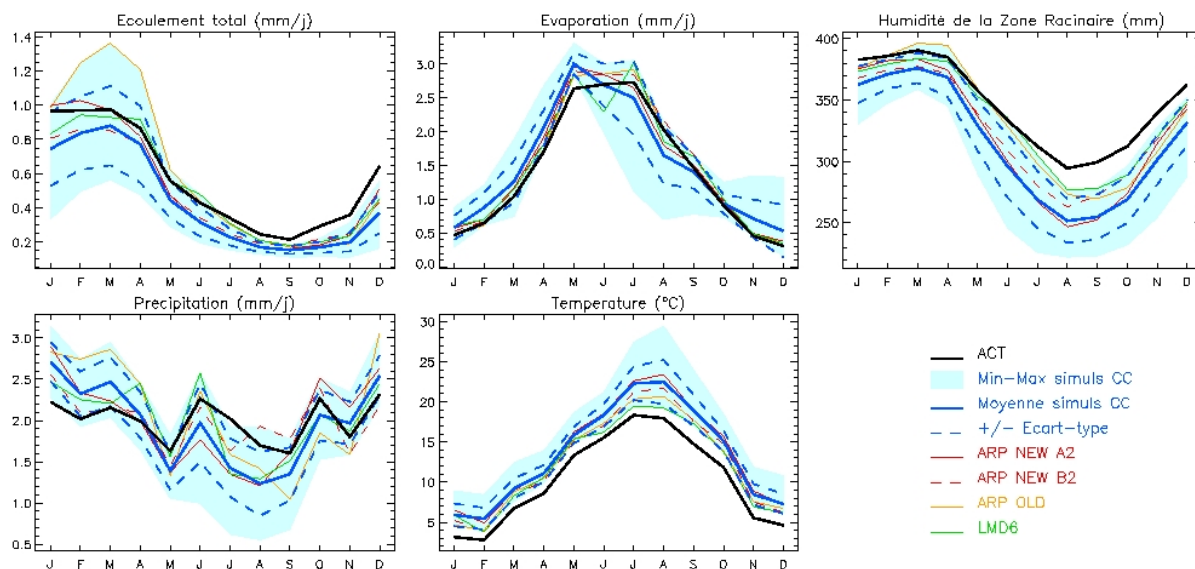 Ecoulement total (mm/j)
1.4
1.2
1.0
0.8
0.6
0.4
0.2
J F M A M J J A S O N D
Evaporation (mm/j)
3.0
2.5
2.0
1.5
1.0
0.5
0.0
J F M A M J J A S O N D
Humidité de la Zone Racinaire (mm)
400
350
300
250
J F M A M J J A S O N D
Precipitation (mm/j)
3.0
2.5
2.0
1.5
1.0
0.5
J F M A M J J A S O N D
Temperature (°C)
30
25
20
15
10
5
0
J F M A M J J A S O N D
ACT
Min-Max simuls CC
Moyenne simuls CC
+/- Ecart-type
ARP NEW A2
ARP NEW B2
ARP OLD
LMD6